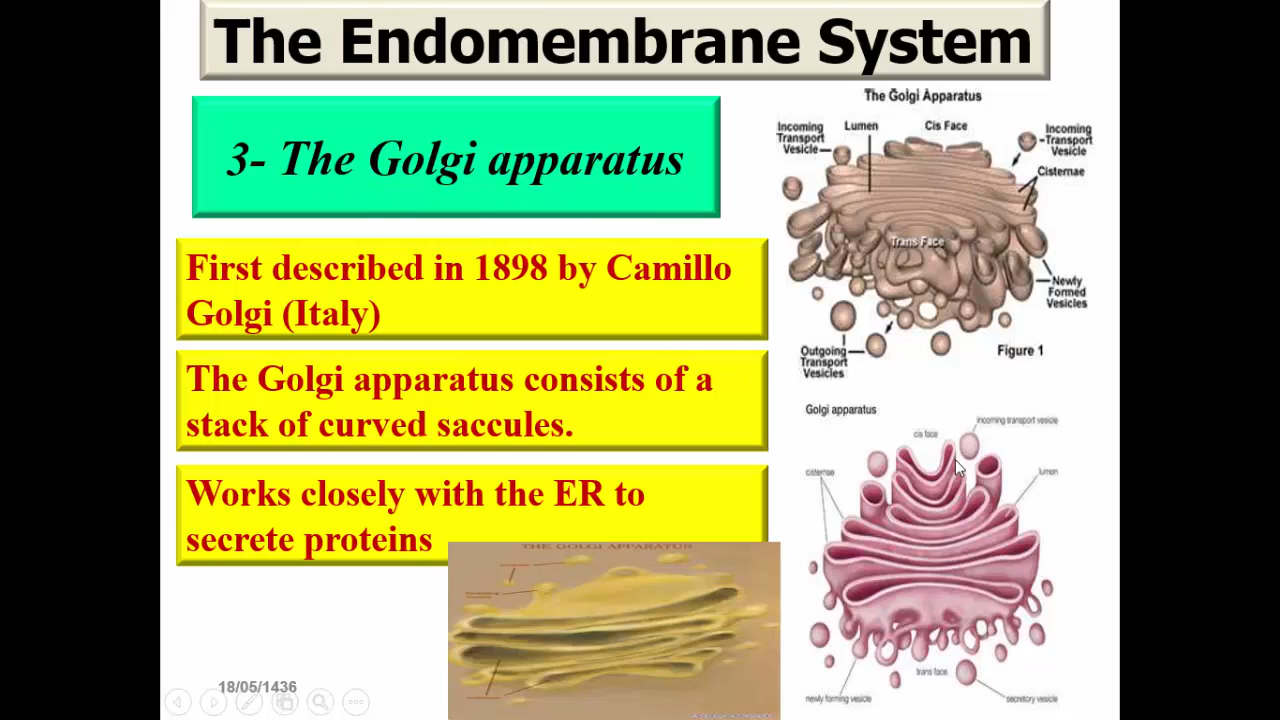 The Endomembrane System
3- The Golgi apparatus
First described in 1898 by Camillo
Golgi (Italy)
The Golgi apparatus consists of a
stack of curved saccules.
Works closely with the ER to
secrete proteins
The Golgi Apparatus
Incoming
Transport
Vesicle
Lumen
Cis Face
Incoming
Transport
Vesicle
Cisternae
Trans Face
Newly
Formed
Vesicles
Outgoing
Transport
Vesicles
Figure 1
Golgi apparatus
incoming transport vesicle
cis face
cisternae
lumen
trans face
newly forming vesicle
secretory vesicle
THE GOLGI APPARATUS
18/05/1436